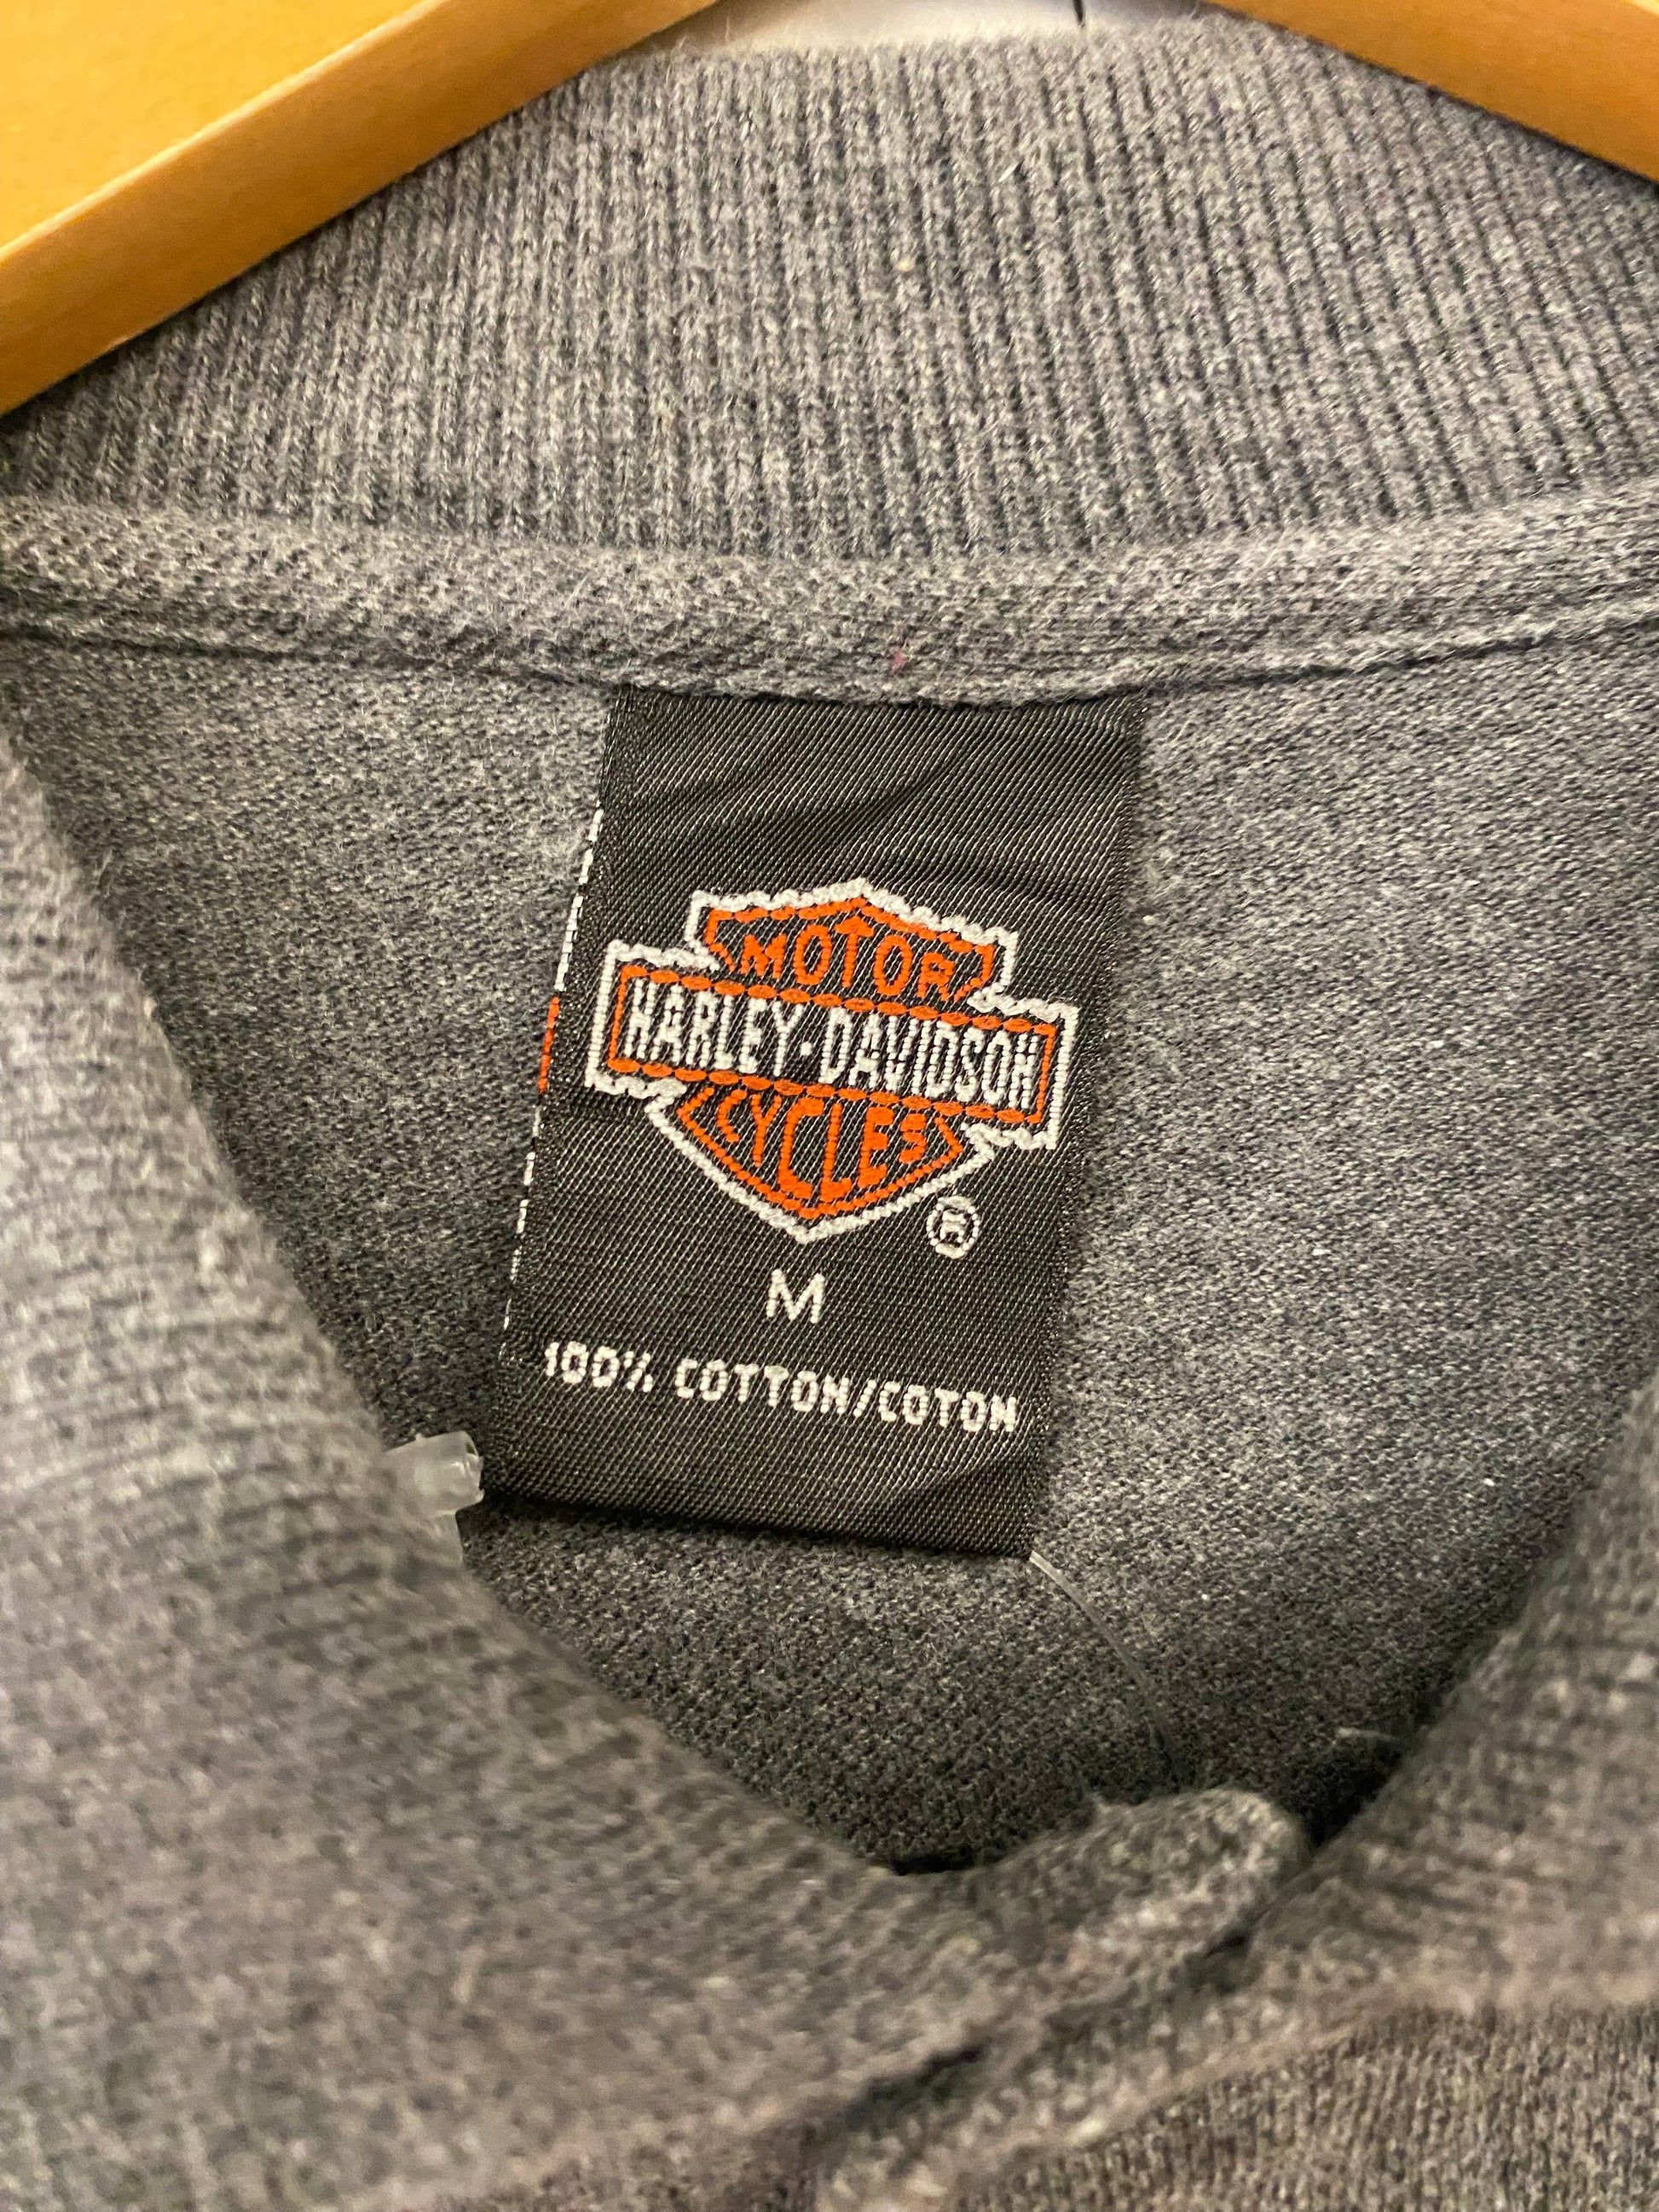 MOTOR
HARLEY-DAVIDSON
CYCLES
®
M
100% COTTON/COTON